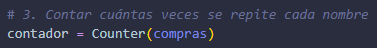 # 3. Contar cuántas veces se repite cada nombre
contador = Counter(compras)